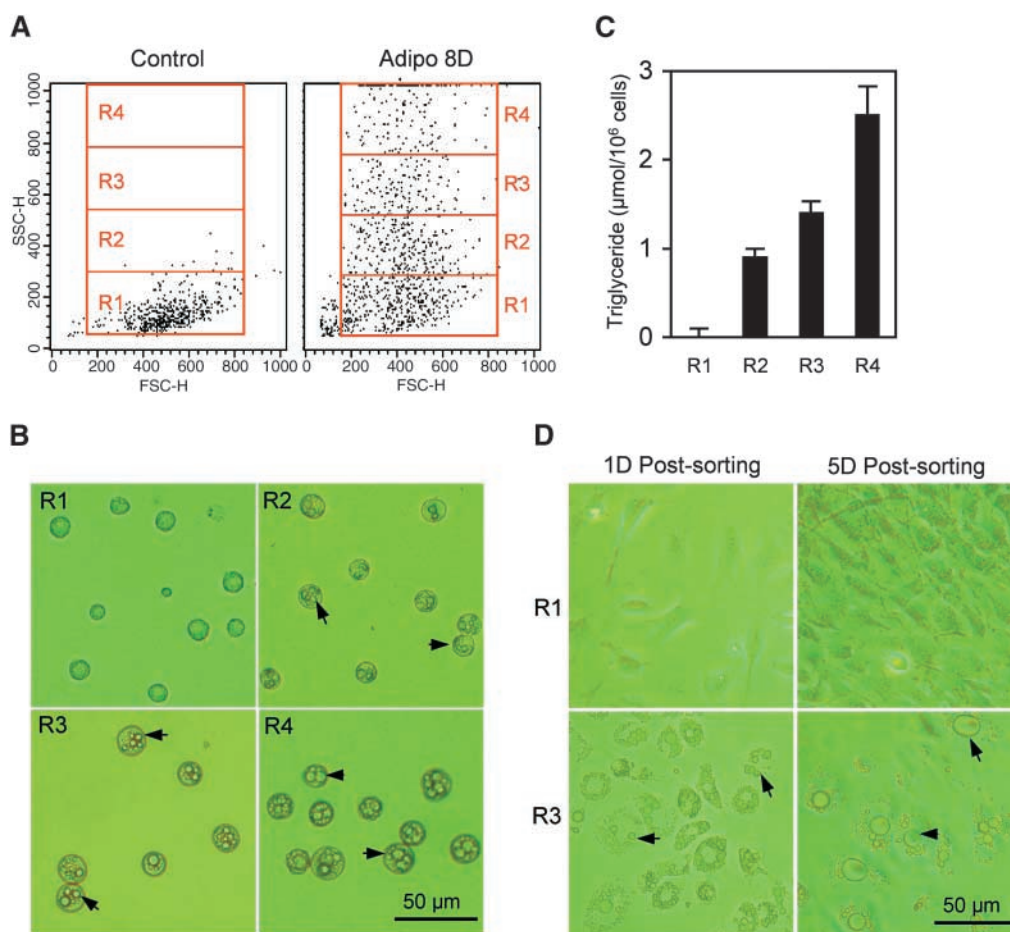 A
Control
Adipo 8D
R4
R3
R2
R1
R4
R3
R2
R1
SSC-H
1000
800
600
400
200
0
0 200 400 600 800 1000
0 200 400 600 800 1000
FSC-H
FSC-H
C
Triglyceride (μmol/10⁶ cells)
3
2
1
0
R1 R2 R3 R4
B
R1
R2
R3
R4
50 μm
D
1D Post-sorting
5D Post-sorting
R1
R3
50 μm